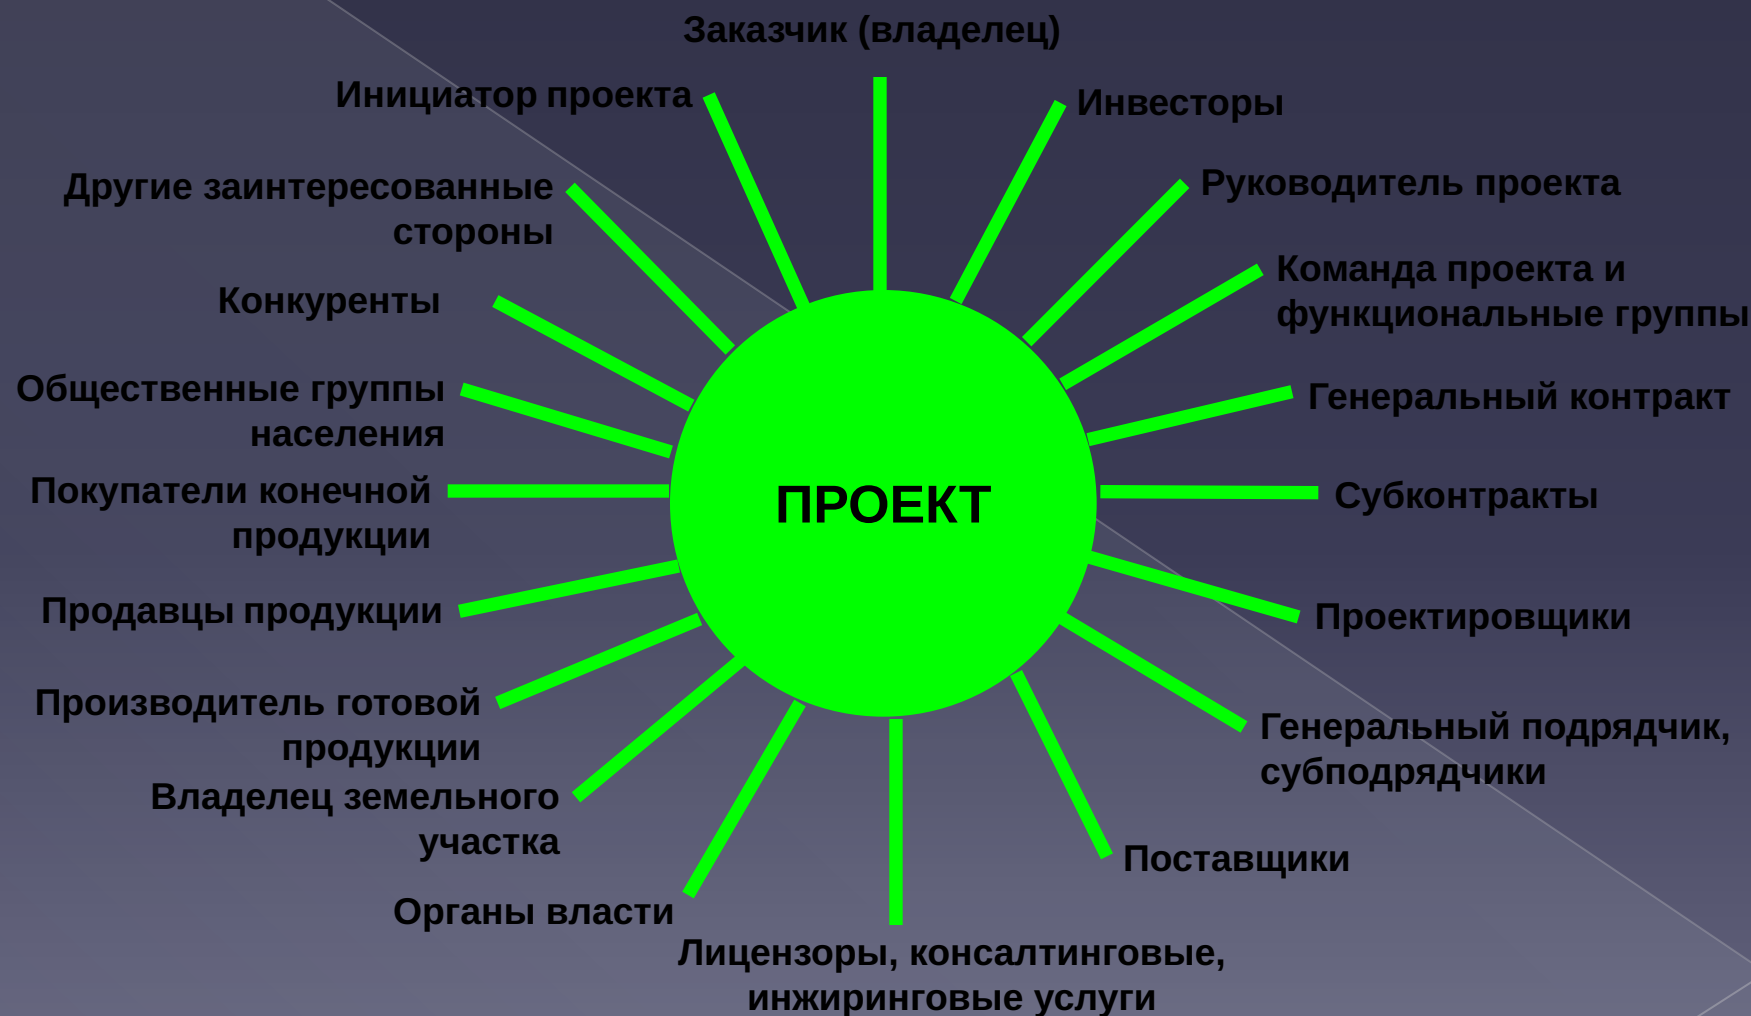 Заказчик (владелец)
Инициатор проекта
Инвесторы
Другие заинтересованные
стороны
Руководитель проекта
Конкуренты
Команда проекта и
функциональные группы
Общественные группы
населения
Генеральный контракт
Покупатели конечной
продукции
ПРОЕКТ
Субконтракты
Продавцы продукции
Проектировщики
Производитель готовой
продукции
Генеральный подрядчик,
субподрядчики
Владелец земельного
участка
Поставщики
Органы власти
Лицензоры, консалтинговые,
инжиринговые услуги